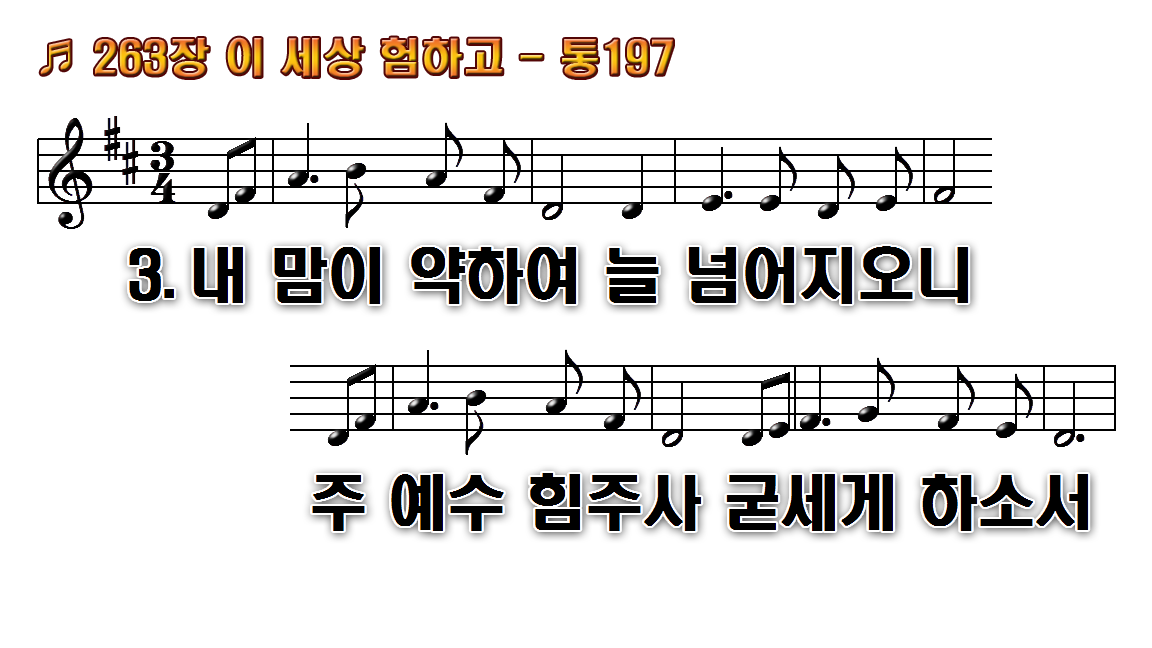 ♬ 263장 이 세상 험하고 - 통197
3
4
3. 내 맘이 약하여 늘 넘어지오니
주 예수 힘주사 굳세게 하소서